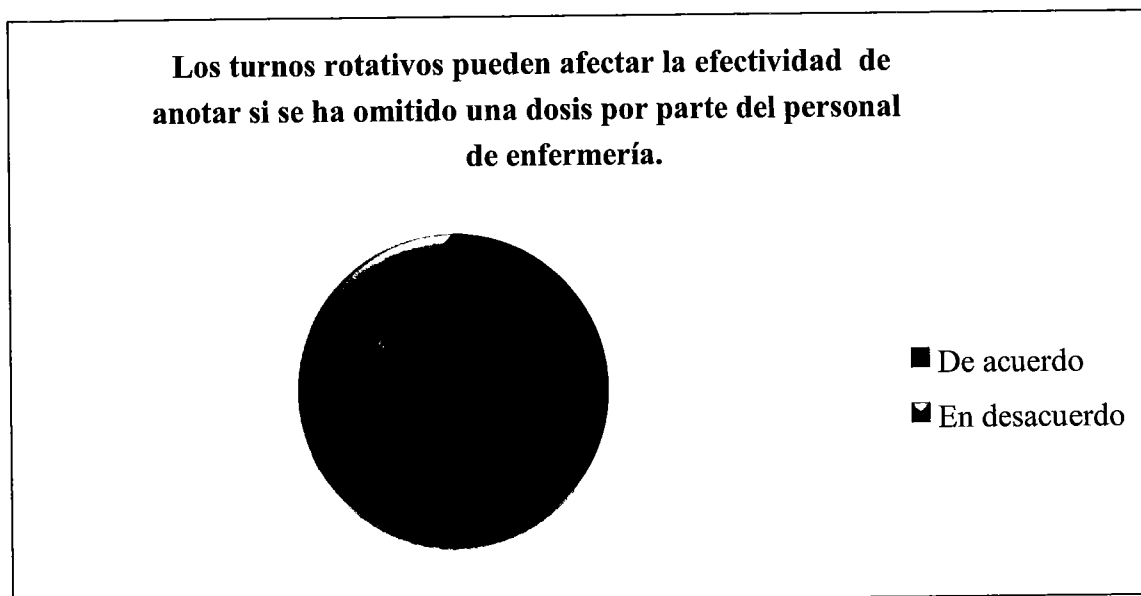 Los turnos rotativos pueden afectar la efectividad de
anotar si se ha omitido una dosis por parte del personal
de enfermería.
De acuerdo
En desacuerdo